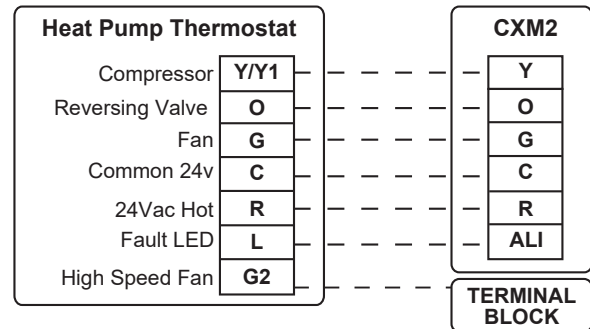 Heat Pump Thermostat
CXM2
Compressor Y/Y1 Y
Reversing Valve O O
Fan G G
Common 24v C C
24Vac Hot R R
Fault LED L ALI
High Speed Fan G2
TERMINAL
BLOCK